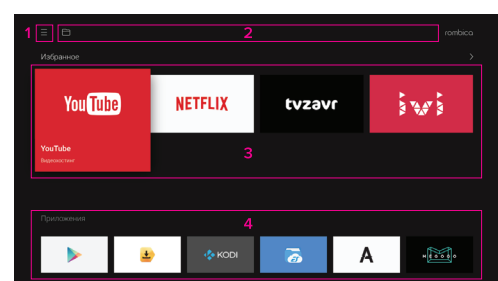 1
2
rombica
Избранное
YouTube
NETFLIX
tvzavr
ivi
YouTube
Видеохостинг
3
Приложения
4
KODI
A